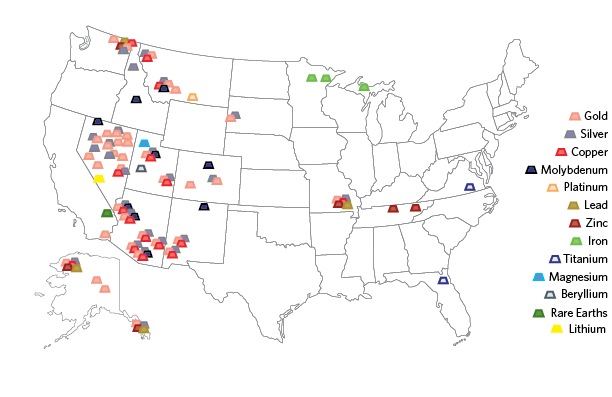 Gold
Silver
Copper
Molybdenum
Platinum
Lead
Zinc
Iron
Titanium
Magnesium
Beryllium
Rare Earths
Lithium